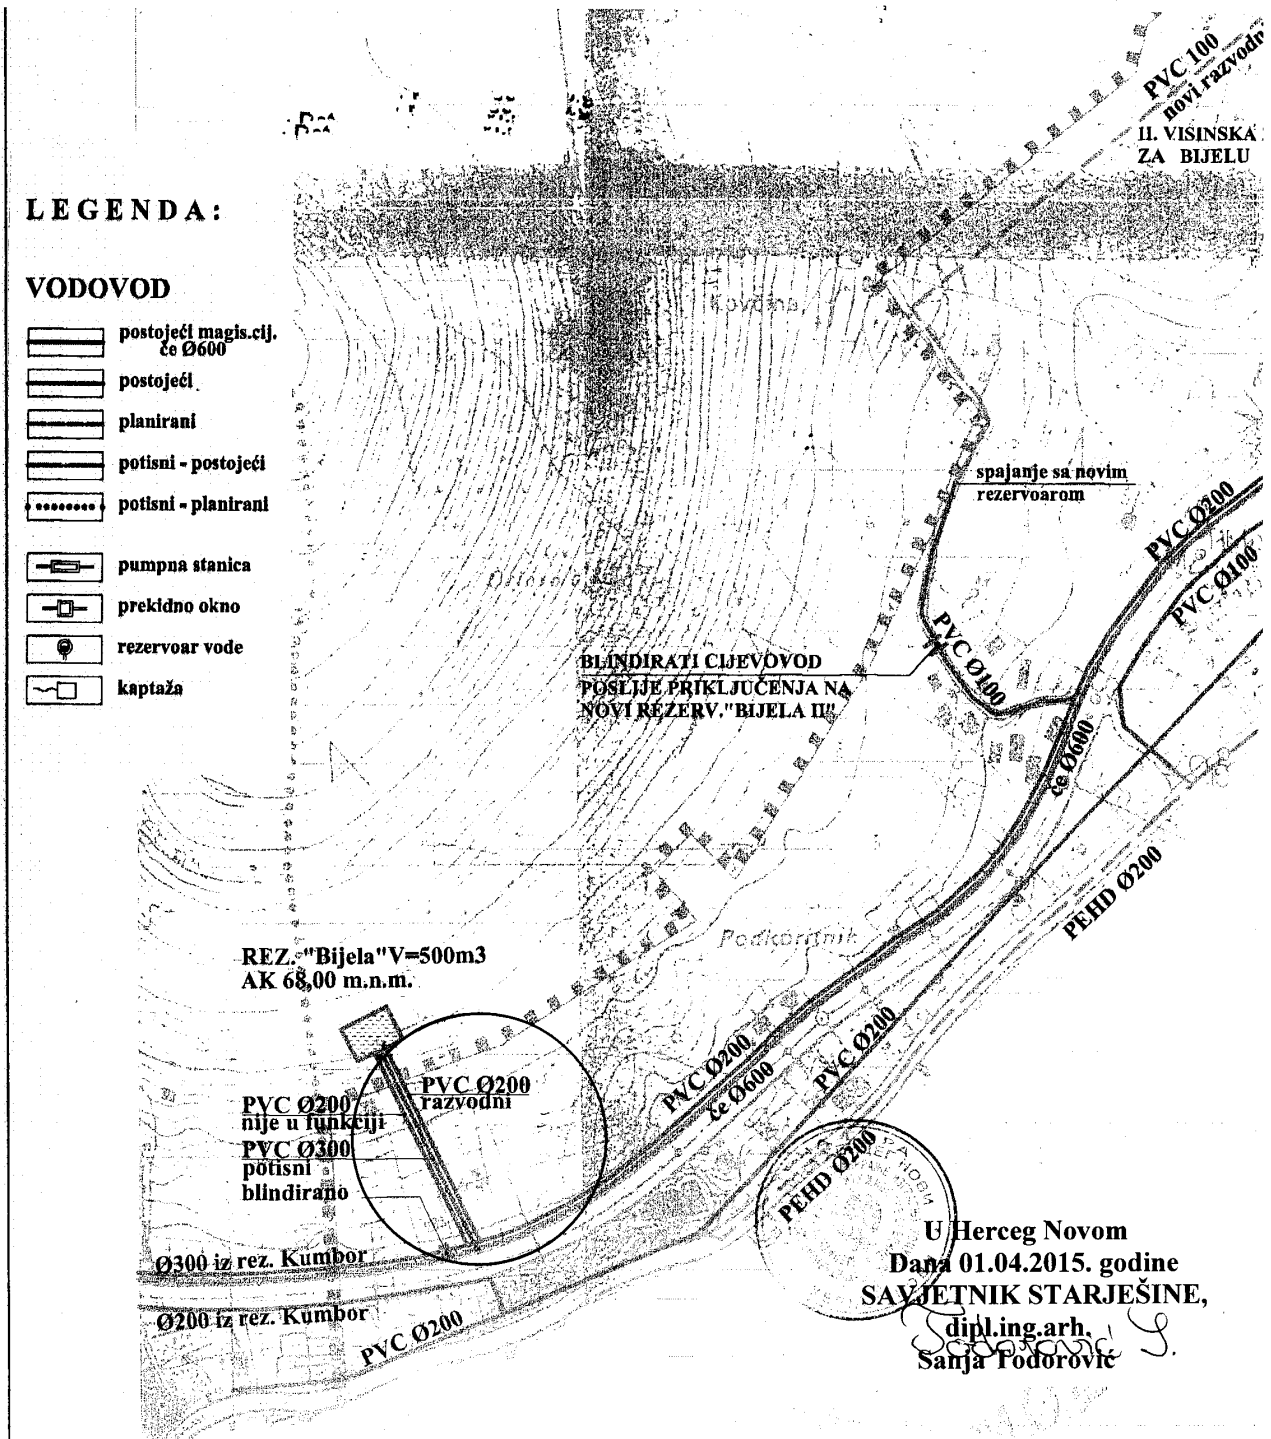 PVC 100
novi razvodn
II. VISINSKA
ZA BIJELU
LEGENDA:
VODOVOD
postojeći magis.cij.
če Ø600
postojeći
planirani
potisni - postojeći
potisni - planirani
pumpna stanica
prekidno okno
rezervoar vode
kaptaža
spajanje sa novim
rezervoarom
PVC Ø200
PVC Ø100
BLINDIRATI CIJEVOVOD
POSLIJE PRIKLJUČENJA NA
NOVI REZERV."BIJELA II"
PVC Ø100
če Ø600
PEHD Ø200
Podkoritnik
REZ. "Bijela"V=500m3
AK 68,00 m.n.m.
PVC Ø200
razvodni
PVC Ø200
nije u funkciji
PVC Ø300
potisni
blindirano
PVC Ø200
če Ø600
PVC Ø200
PEHD Ø200
Ø300 iz rez. Kumbor
Ø200 iz rez. Kumbor
PVC Ø200
U Herceg Novom
Dana 01.04.2015. godine
SAVJETNIK STARJEŠINE,
dipl.ing.arh.
Sanja Todorović